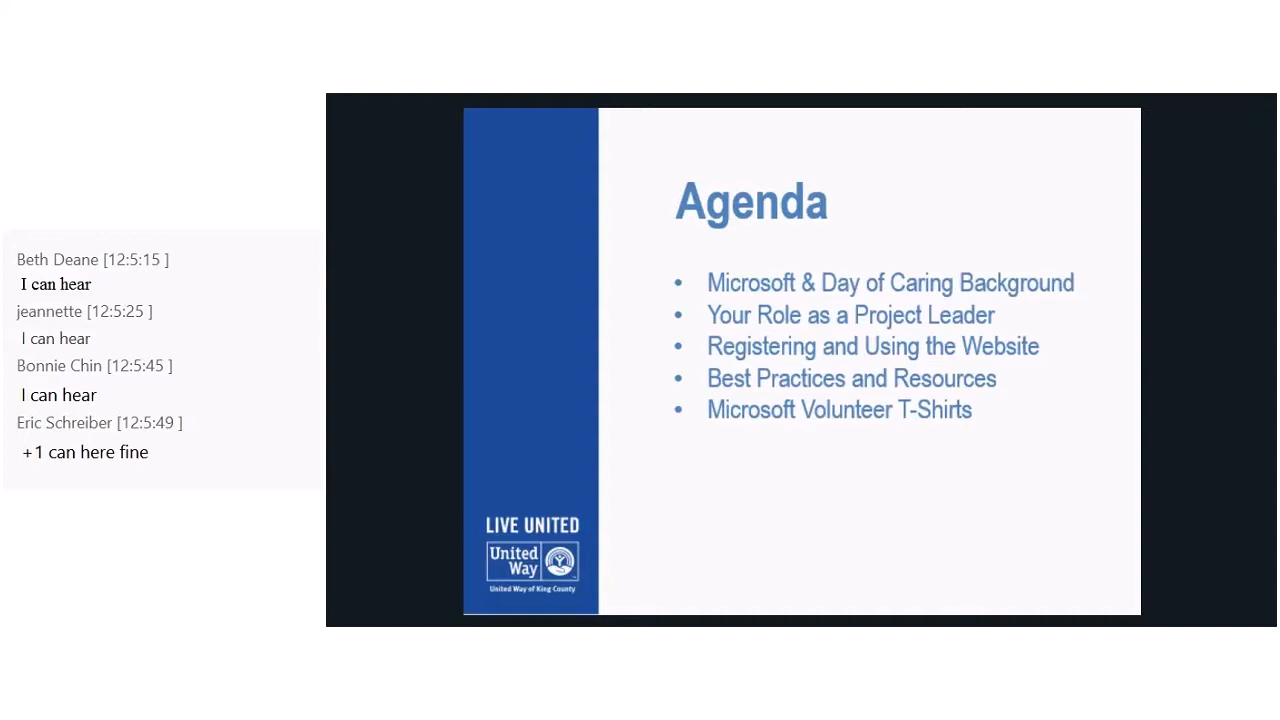 Beth Deane [12:5:15 ]
I can hear
jeannette [12:5:25 ]
I can hear
Bonnie Chin [12:5:45 ]
I can hear
Eric Schreiber [12:5:49 ]
+1 can here fine
Agenda
• Microsoft & Day of Caring Background
• Your Role as a Project Leader
• Registering and Using the Website
• Best Practices and Resources
• Microsoft Volunteer T-Shirts
LIVE UNITED
United
Way
United Way of King County